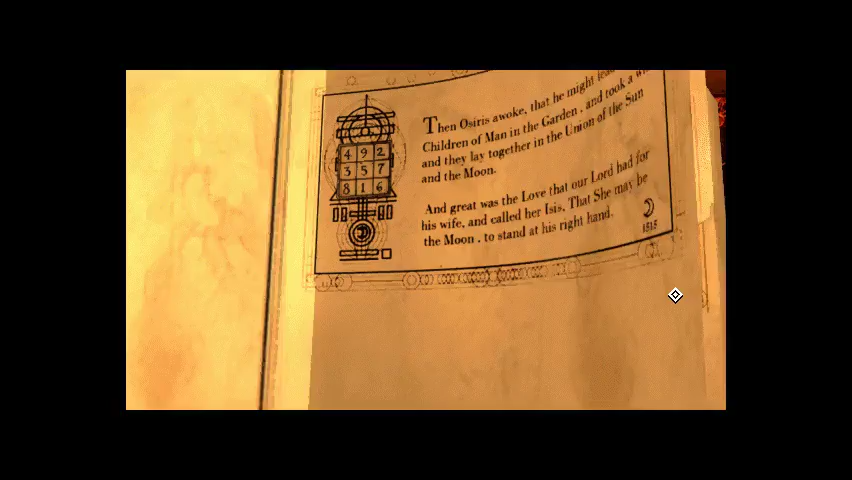 4 9 2
3 5 7
8 1 6
Then Osiris awoke, that he might
Children of Man in the Garden . and took a
and they lay together in the Union of the Sun
and the Moon.
And great was the Love that our Lord had for
his wife, and called her Isis, That She may be
the Moon . to stand at his right hand.
1515